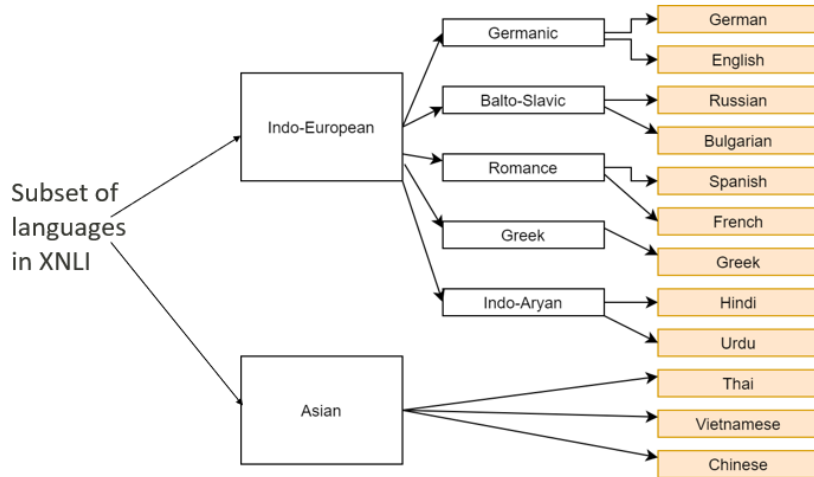 Subset of
languages
in XNLI
Indo-European
Asian
Germanic
Balto-Slavic
Romance
Greek
Indo-Aryan
German
English
Russian
Bulgarian
Spanish
French
Greek
Hindi
Urdu
Thai
Vietnamese
Chinese